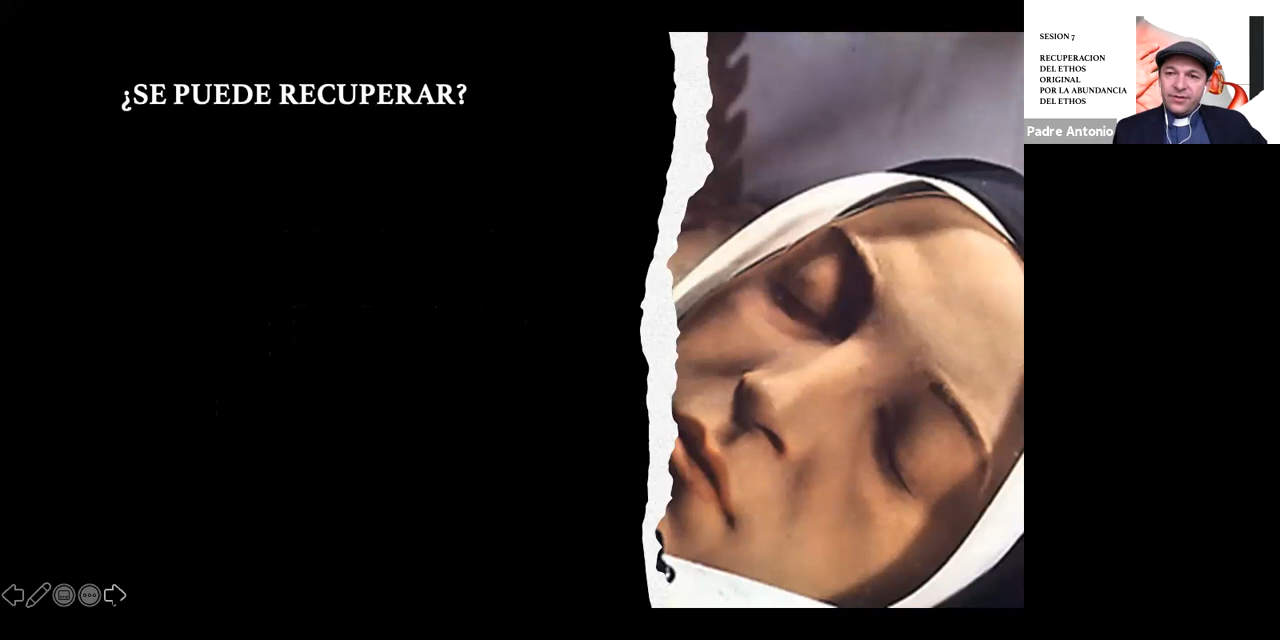 ¿SE PUEDE RECUPERAR?
SESION 7
RECUPERACION
DEL ETHOS
ORIGINAL
POR LA ABUNDANCIA
DEL ETHOS
Padre Antonio